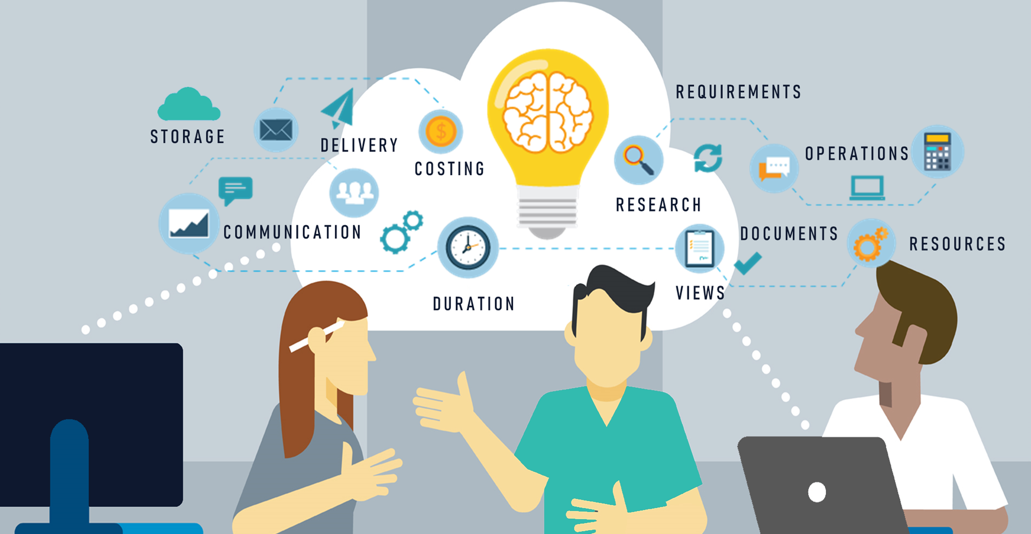 REQUIREMENTS
STORAGE
DELIVERY
COSTING
OPERATIONS
RESEARCH
COMMUNICATION
DOCUMENTS
RESOURCES
DURATION
VIEWS
$